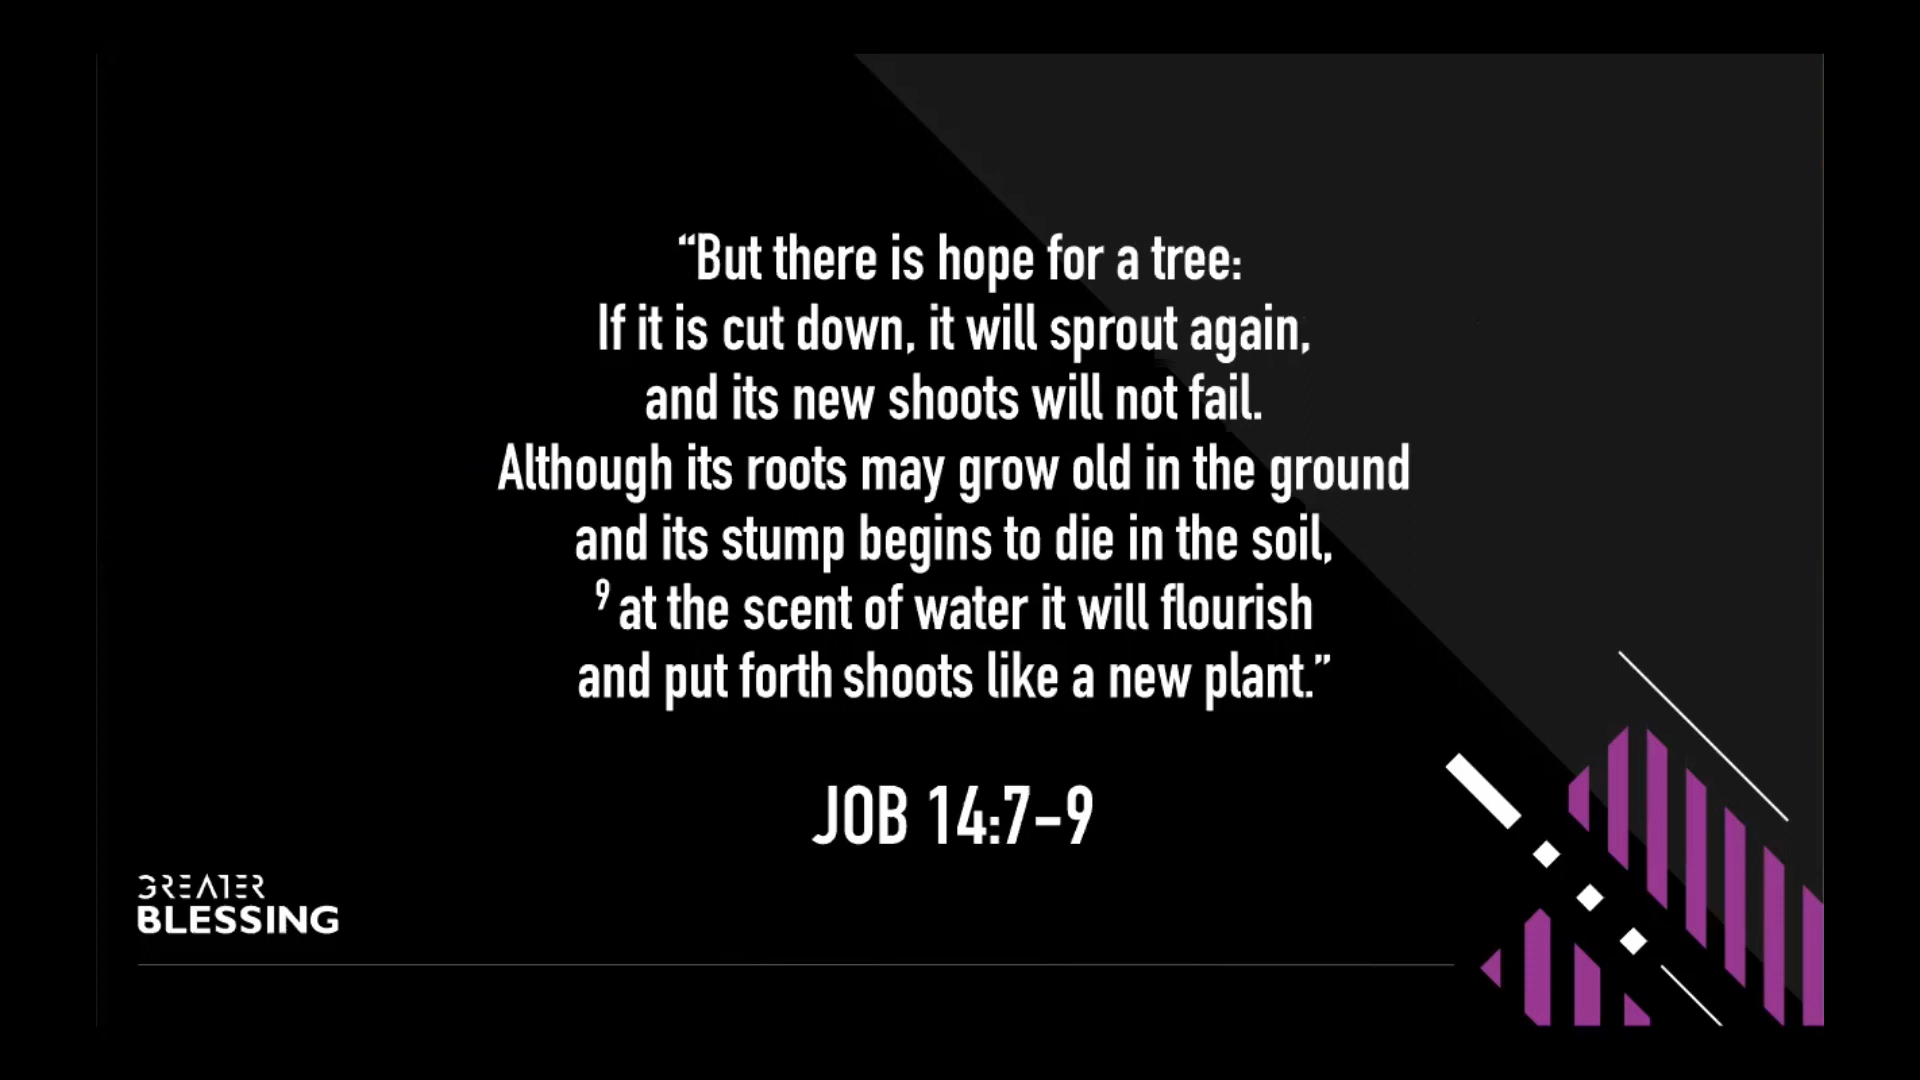 “But there is hope for a tree:
If it is cut down, it will sprout again,
and its new shoots will not fail.
Although its roots may grow old in the ground
and its stump begins to die in the soil,
⁹ at the scent of water it will flourish
and put forth shoots like a new plant.”
JOB 14:7–9
GREATER
BLESSING